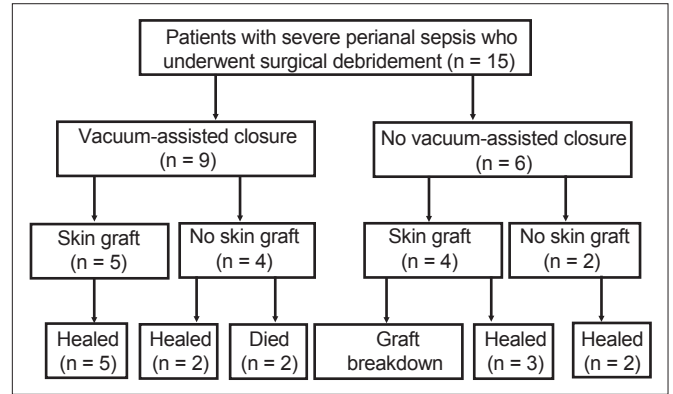 Patients with severe perianal sepsis who
underwent surgical debridement (n = 15)
Vacuum-assisted closure
(n = 9)
No vacuum-assisted closure
(n = 6)
Skin graft
(n = 5)
No skin graft
(n = 4)
Skin graft
(n = 4)
No skin graft
(n = 2)
Healed
(n = 5)
Healed
(n = 2)
Died
(n = 2)
Graft
breakdown
Healed
(n = 3)
Healed
(n = 2)